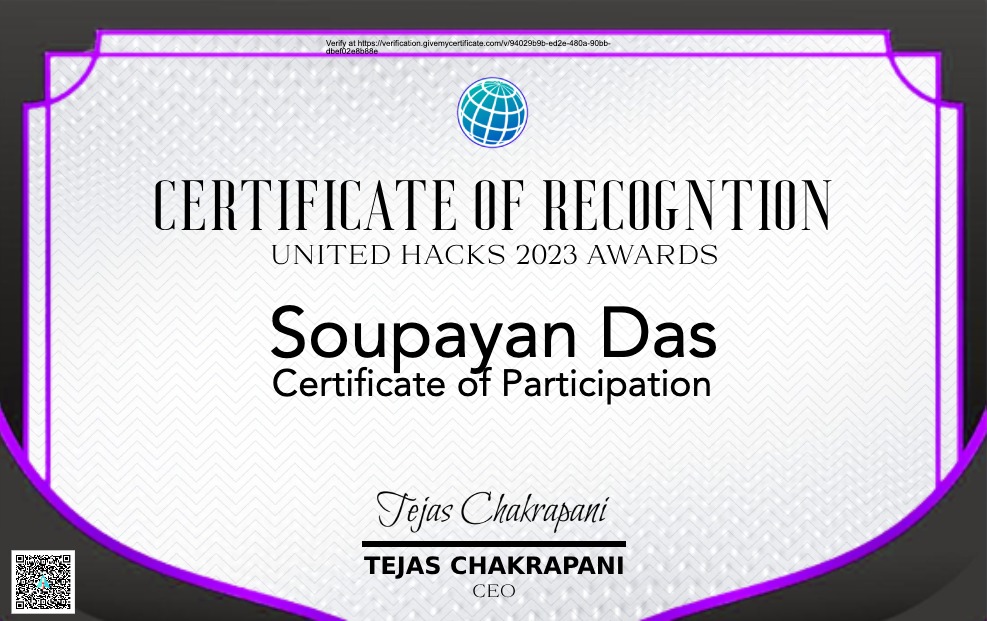 Verify at https://verification.givemycertificate.com/v/94029b9b-ed2e-480a-90bb-
dbef02e8b88e
CERTIFICATE OF RECOGNTION
UNITED HACKS 2023 AWARDS
Soupayan Das
Certificate of Participation
Tejas Chakrapani
TEJAS CHAKRAPANI
CEO